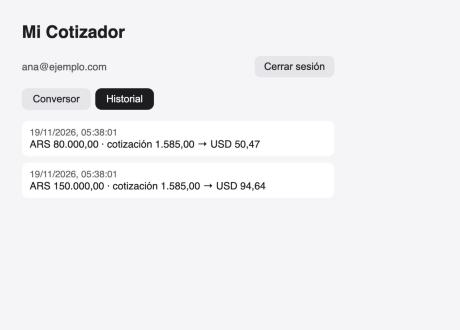 Mi Cotizador
ana@ejemplo.com
Cerrar sesión
Conversor
Historial
19/11/2026, 05:38:01
ARS 80.000,00 · cotización 1.585,00 → USD 50,47
19/11/2026, 05:38:01
ARS 150.000,00 · cotización 1.585,00 → USD 94,64